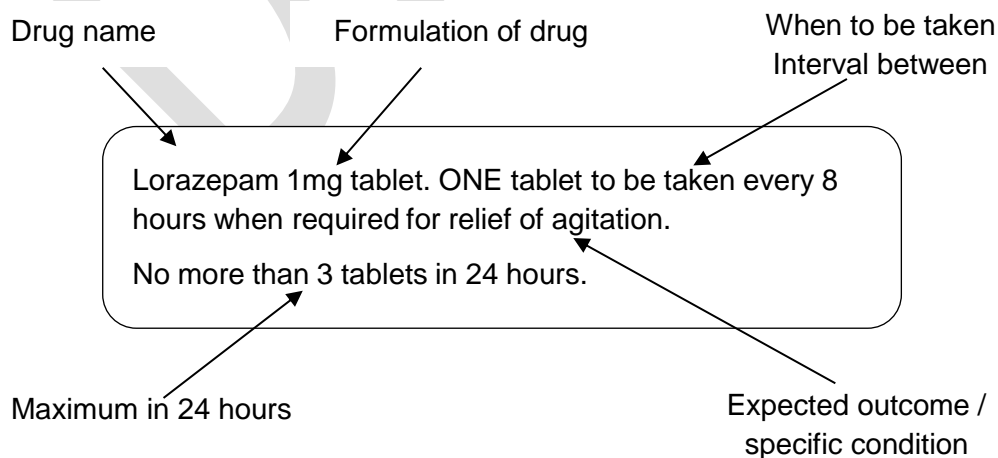 Drug name
Formulation of drug
When to be taken
Interval between
Lorazepam 1mg tablet. ONE tablet to be taken every 8
hours when required for relief of agitation.
No more than 3 tablets in 24 hours.
Maximum in 24 hours
Expected outcome /
specific condition